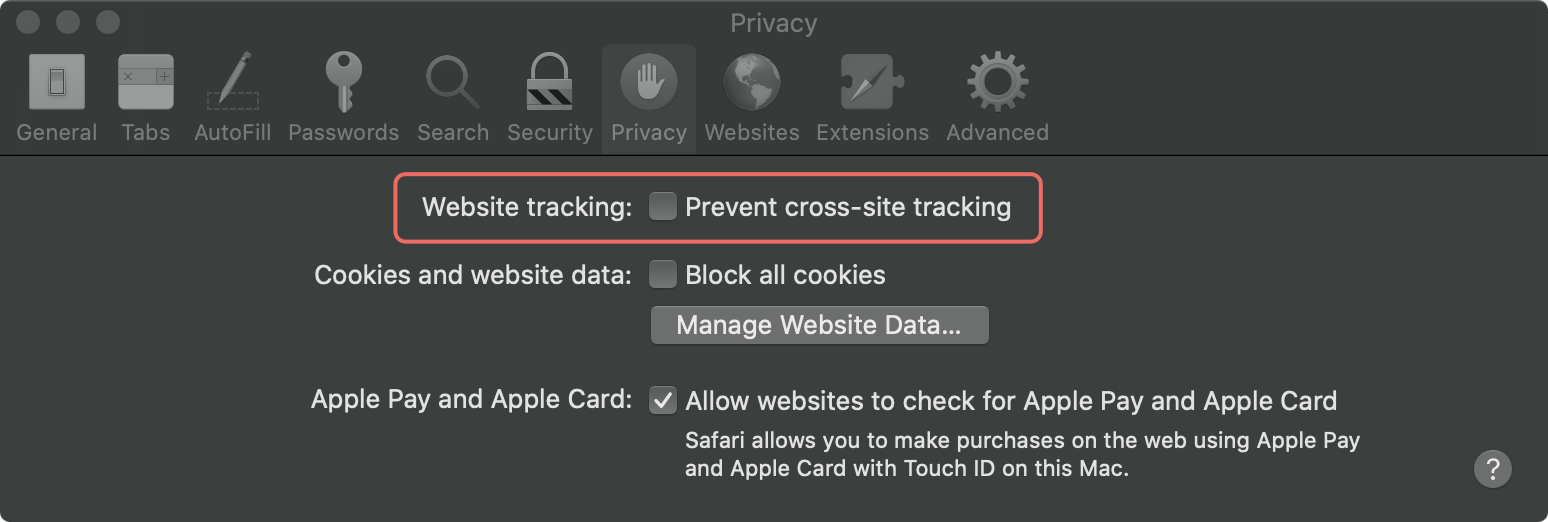 Privacy
General Tabs AutoFill Passwords Search Security Privacy Websites Extensions Advanced
Website tracking: Prevent cross-site tracking
Cookies and website data: Block all cookies
Manage Website Data...
Apple Pay and Apple Card: Allow websites to check for Apple Pay and Apple Card
Safari allows you to make purchases on the web using Apple Pay
and Apple Card with Touch ID on this Mac.
?